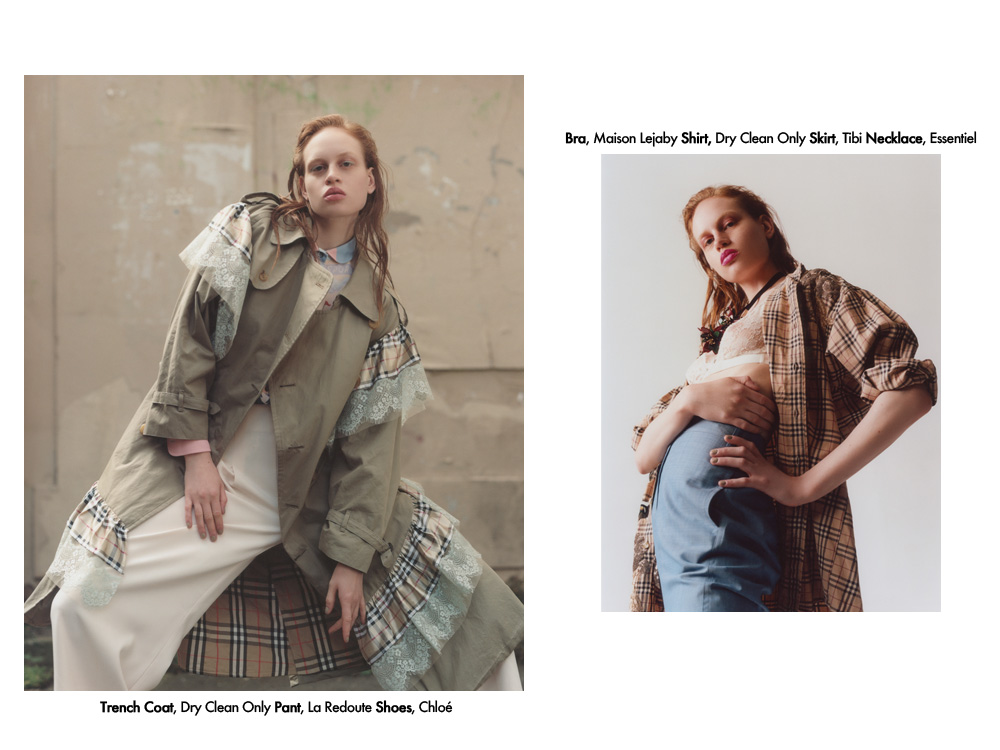 Bra, Maison Lejaby Shirt, Dry Clean Only Skirt, Tibi Necklace, Essentiel
Trench Coat, Dry Clean Only Pant, La Redoute Shoes, Chloé